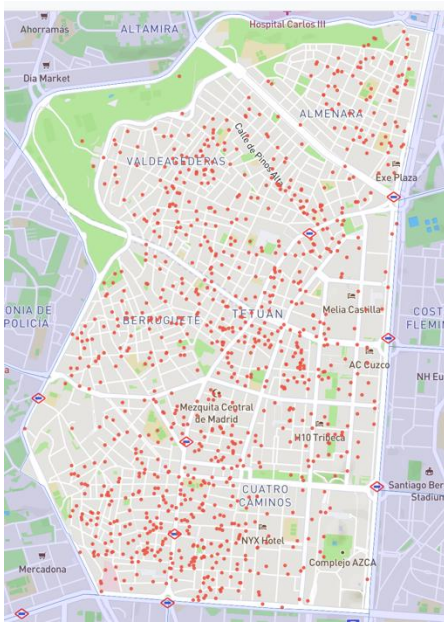 Hospital Carlos III
Ahorramás
ALTAMIRA
Dia Market
ALMENARA
Calle de Pinos Alta
VALDEACEDERAS
Exe Plaza
ONIA DE
POLICÍA
Melia Castilla
COST
FLEMIN
BERRUGUETE
TETUÁN
AC Cuzco
NH Eu
a
Mezquita Central
de Madrid
H10 Tribeca
Santiago Ber
Stadium
CUATRO
CAMINOS
NYX Hotel
Complejo AZCA
Mercadona